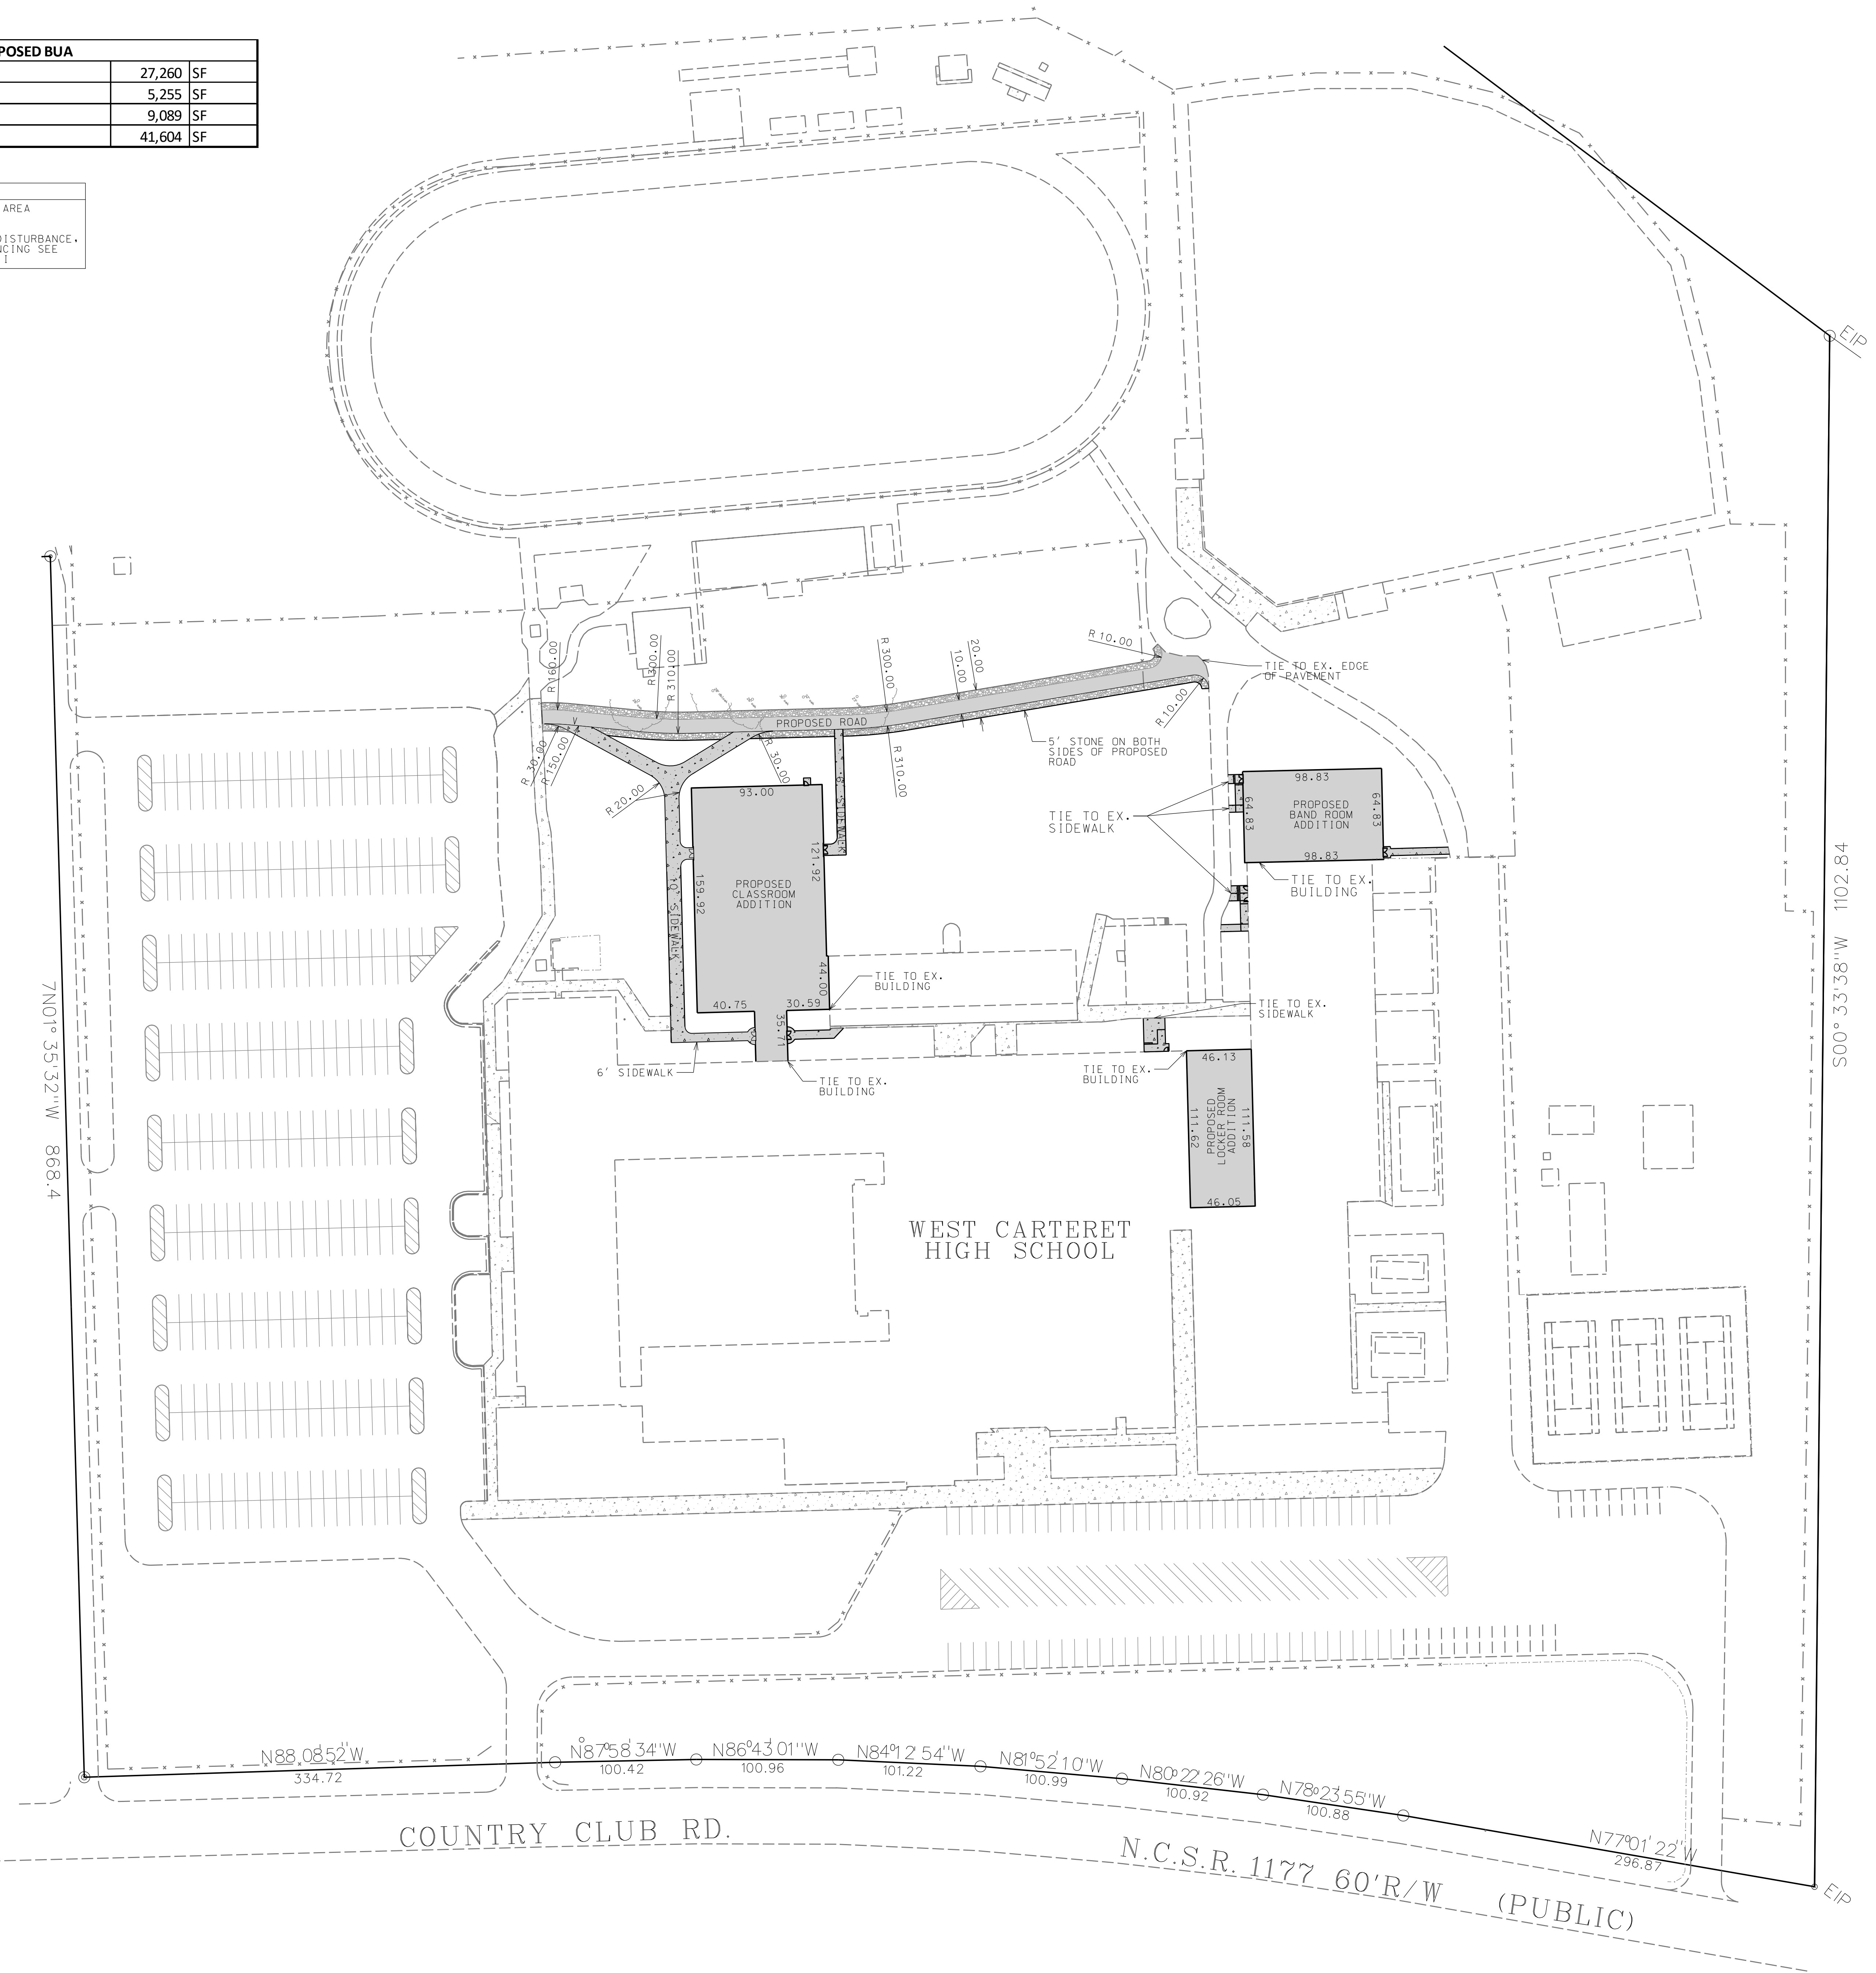 POSED BUA
27,260 SF
5,255 SF
9,089 SF
41,604 SF
AREA
DISTURBANCE,
NCING SEE
I
EIP
R 160.00
R 300.00
R 310.00
R 300.00
10.00
20.00
R 10.00
TIE TO EX. EDGE
OF PAVEMENT
R 10.00
PROPOSED ROAD
5' STONE ON BOTH
SIDES OF PROPOSED
ROAD
R 30.00
R 150.00
R 20.00
R 30.00
R 310.00
93.00
6' SIDEWALK
121.92
159.92
10' SIDEWALK
PROPOSED
CLASSROOM
ADDITION
44.00
40.75
30.59
35.71
TIE TO EX.
BUILDING
6' SIDEWALK
TIE TO EX.
BUILDING
TIE TO EX.
SIDEWALK
98.83
64.83
PROPOSED
BAND ROOM
ADDITION
64.83
98.83
TIE TO EX.
BUILDING
TIE TO EX.
SIDEWALK
TIE TO EX.
BUILDING
46.13
111.62
PROPOSED
LOCKER ROOM
ADDITION
111.58
46.05
WEST CARTERET
HIGH SCHOOL
7N01°35'32"W 868.4
S00°33'38"W 1102.84
N88 08'52"W
334.72
N87°58'34"W
100.42
N86°43'01"W
100.96
N84°12'54"W
101.22
N81°52'10"W
100.99
N80°22'26"W
100.92
N78°23'55"W
100.88
N77°01'22"W
296.87
EIP
COUNTRY CLUB RD.
N.C.S.R. 1177 60'R/W (PUBLIC)